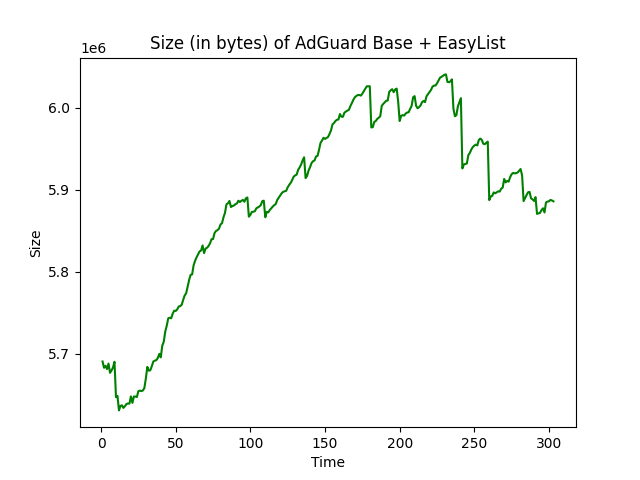 Size (in bytes) of AdGuard Base + EasyList
1e6
6.0
5.9
5.8
5.7
Size
0 50 100 150 200 250 300
Time